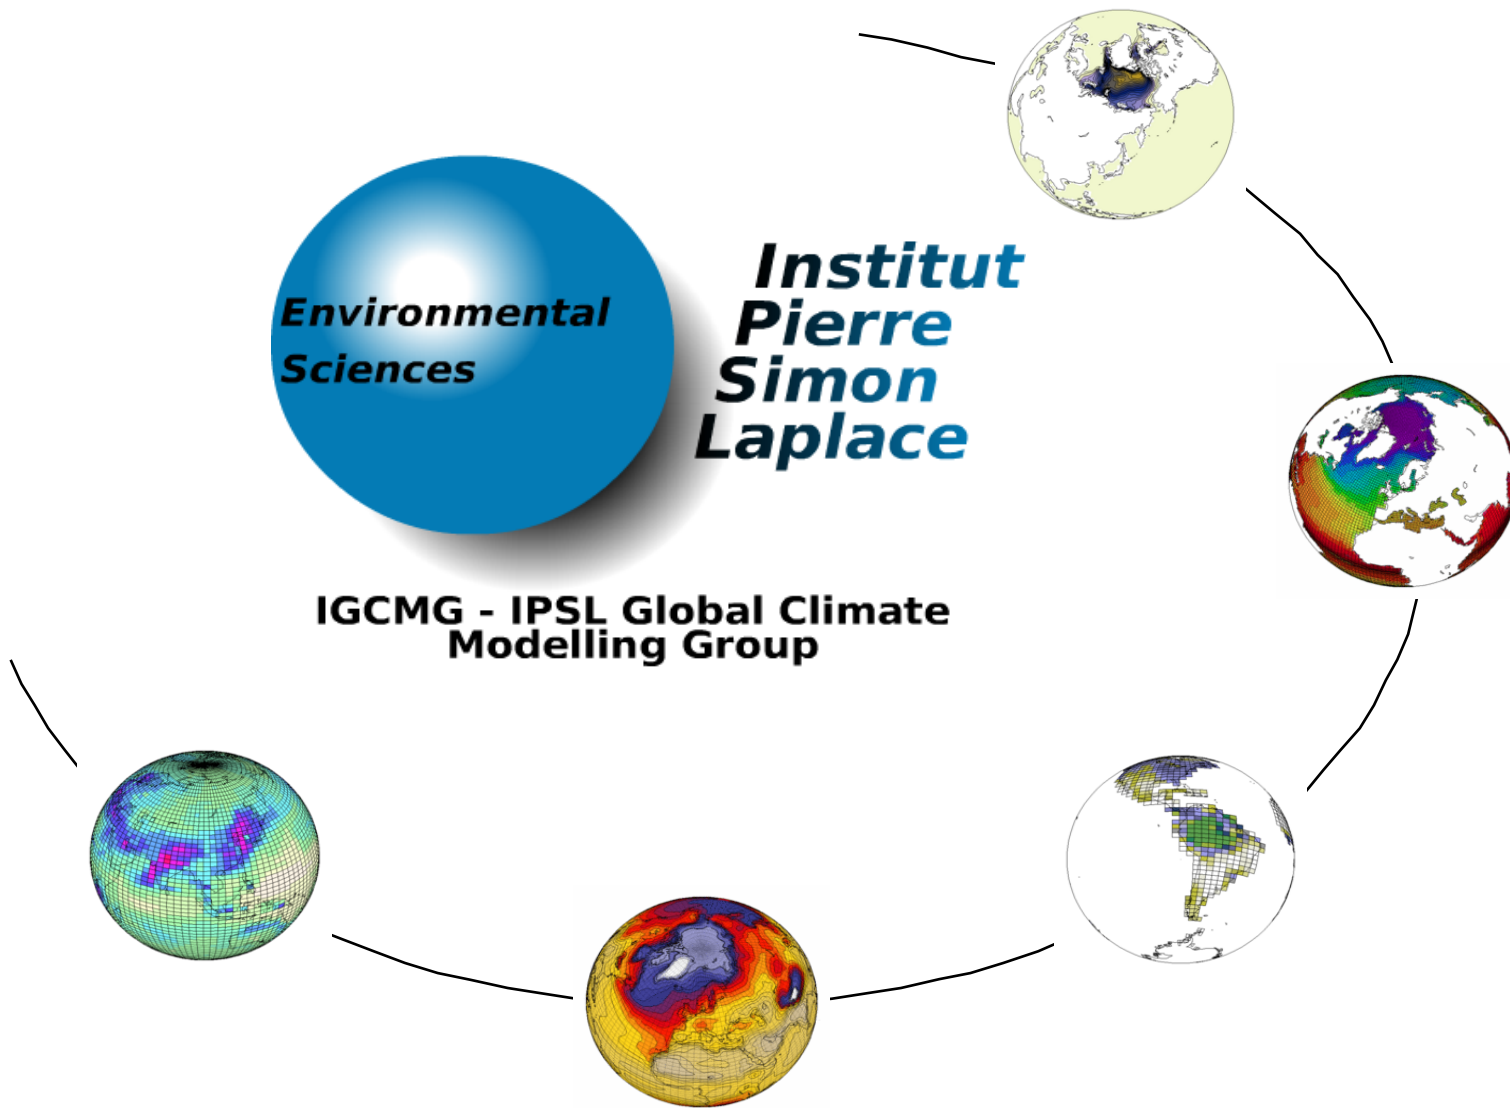 Environmental
Sciences
Institut
Pierre
Simon
Laplace
IGCMG - IPSL Global Climate
Modelling Group